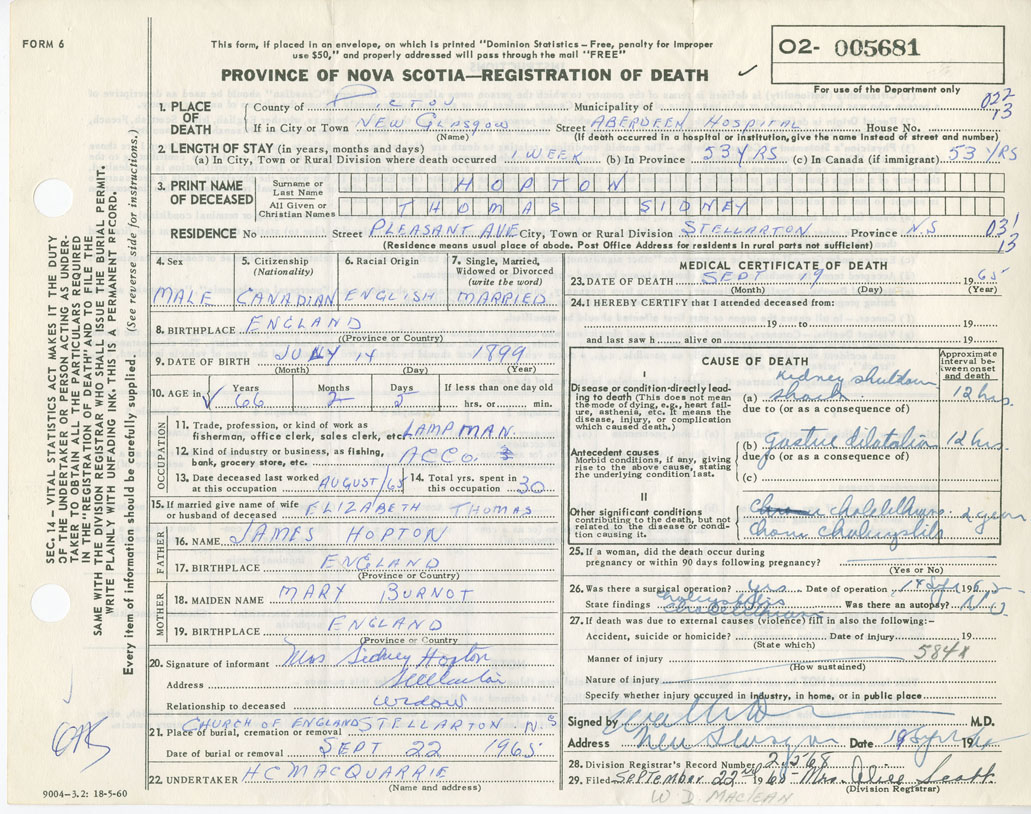 FORM 6
This form, if placed in an envelope, on which is printed "Dominion Statistics – Free, penalty for improper
use $50," and properly addressed will pass through the mail "FREE"
PROVINCE OF NOVA SCOTIA—REGISTRATION OF DEATH
02- 005681
For use of the Department only
022
13
1. PLACE OF DEATH
County of PICTOU Municipality of
If in City or Town NEW GLASGOW Street ABERDEEN HOSPITAL House No.
(Name) (If death occurred in a hospital or institution, give the name instead of street and number)
2. LENGTH OF STAY (in years, months and days)
(a) In City, Town or Rural Division where death occurred 1 WEEK (b) In Province 53 YRS (c) In Canada (if immigrant) 53 YRS
3. PRINT NAME OF DECEASED
Surname or Last Name HOPTON
All Given or Christian Names THOMAS SIDNEY
RESIDENCE No Street PLEASANT AVE City, Town or Rural Division STELLARTON Province N.S
031
13
(Residence means usual place of abode. Post Office Address for residents in rural parts not sufficient)
4. Sex 5. Citizenship (Nationality) 6. Racial Origin 7. Single, Married, Widowed or Divorced (write the word)
MALE CANADIAN ENGLISH MARRIED
8. BIRTHPLACE ENGLAND
(Province or Country)
9. DATE OF BIRTH JULY 14 1899
(Month) (Day) (Year)
10. AGE in Years Months Days If less than one day old
66 2 5 hrs. or min.
OCCUPATION
11. Trade, profession, or kind of work as
fisherman, office clerk, sales clerk, etc. LAMP MAN.
12. Kind of industry or business, as fishing,
bank, grocery store, etc. ACCO.
13. Date deceased last worked
at this occupation AUGUST/65
14. Total yrs. spent in
this occupation 30
15. If married give name of wife
or husband of deceased ELIZABETH THOMAS
FATHER
16. NAME JAMES HOPTON
17. BIRTHPLACE ENGLAND
(Province or Country)
MOTHER
18. MAIDEN NAME MARY BURNOT
19. BIRTHPLACE ENGLAND
(Province or Country
20. Signature of informant Mrs Sidney Hopton
Address Stellarton
Relationship to deceased widow
21. Place of burial, cremation or removal CHURCH OF ENGLAND STELLARTON N.S
Date of burial or removal SEPT 22 1965
22. UNDERTAKER H C MACQUARRIE
(Name and address)
9004-3.2: 18-5-60
MEDICAL CERTIFICATE OF DEATH
23. DATE OF DEATH SEPT 19 1965
(Month) (Day) (Year)
24. I HEREBY CERTIFY that I attended deceased from:
19 to 19
and last saw h alive on 19
CAUSE OF DEATH
Approximate interval between onset and death
I
Disease or condition directly leading to death (This does not mean the mode of dying, e.g., heart failure, asthenia, etc. It means the disease, injury, or complication which caused death.)
Kidney shutdown
(a) shock 12 hrs.
due to (or as a consequence of)
Antecedent causes
Morbid conditions, if any, giving rise to the above cause, stating the underlying condition last.
(b) Gastric dilatation 12 hrs.
due to (or as a consequence of)
(c)
II
Other significant conditions
contributing to the death, but not related to the disease or condition causing it.
2 years
25. If a woman, did the death occur during
pregnancy or within 90 days following pregnancy?
(Yes or No)
26. Was there a surgical operation? yes Date of operation 1965
State findings Was there an autopsy? NO
27. If death was due to external causes (violence) fill in also the following:–
Accident, suicide or homicide? Date of injury 19
(State which)
584x
Manner of injury
(How sustained)
Nature of injury
Specify whether injury occurred in industry, in home, or in public place
Signed by M.D.
Address New Glasgow Date 19 Sept 19
28. Division Registrar's Record Number
29. Filed SEPTEMBER 22nd 1965 Mrs. Alice Scott
(Division Registrar)
W. D. MACLEAN
SEC. 14 – VITAL STATISTICS ACT MAKES IT THE DUTY
OF THE UNDERTAKER OR PERSON ACTING AS UNDER-
TAKER TO OBTAIN ALL THE PARTICULARS REQUIRED
IN THE "REGISTRATION OF DEATH" AND TO FILE THE
SAME WITH THE DIVISION REGISTRAR WHO SHALL ISSUE THE BURIAL PERMIT.
WRITE PLAINLY WITH UNFADING INK. THIS IS A PERMANENT RECORD.
Every item of information should be carefully supplied. (See reverse side for instructions.)